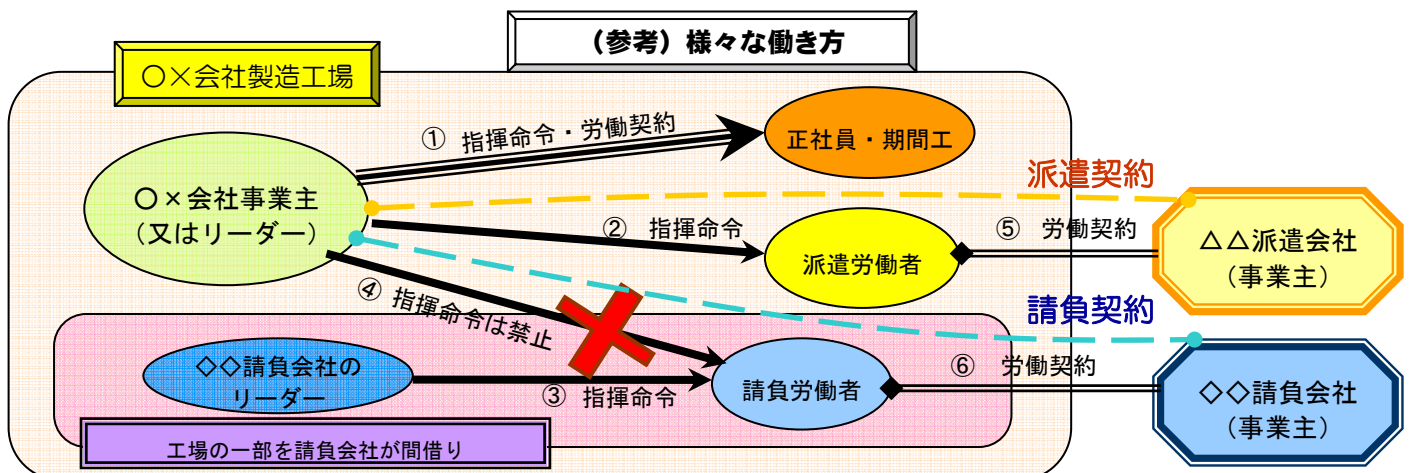 （参考）様々な働き方
○×会社製造工場
① 指揮命令・労働契約
正社員・期間工
○×会社事業主
（又はリーダー）
派遣契約
② 指揮命令
派遣労働者
⑤ 労働契約
△△派遣会社
（事業主）
④ 指揮命令は禁止
請負契約
◇◇請負会社の
リーダー
③ 指揮命令
請負労働者
⑥ 労働契約
◇◇請負会社
（事業主）
工場の一部を請負会社が間借り